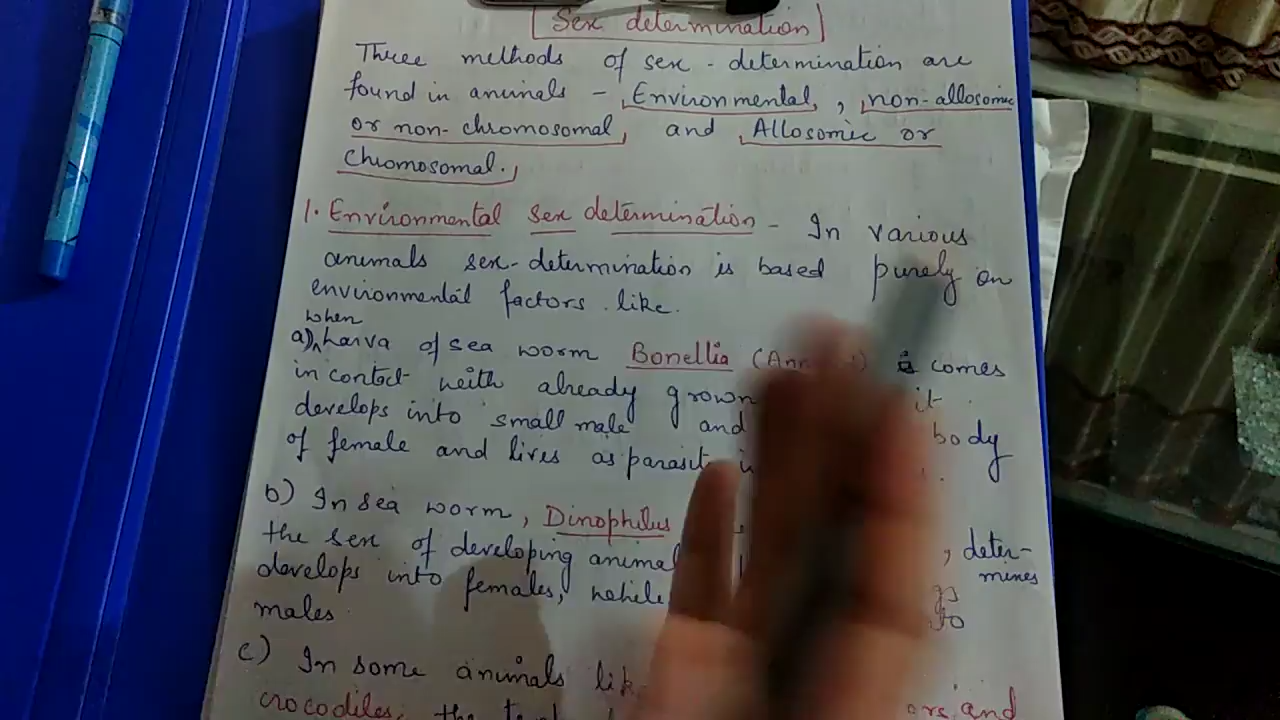 Sex determination
Three methods of sex-determination are
found in animals - Environmental, non-allosomic
or non-chromosomal, and Allosomic or
Chromosomal.
1. Environmental sex determination - In various
animals sex-determination is based purely on
environmental factors like.
when
a) Larva of sea worm Bonellia comes
in contact with already grown it
develops into small male and body
of female and lives as parasite
b) In sea worm, Dinophilus
the sex of developing animal , deter-
mines
develops into females, while
males.
c) In some animals like and
crocodiles, the